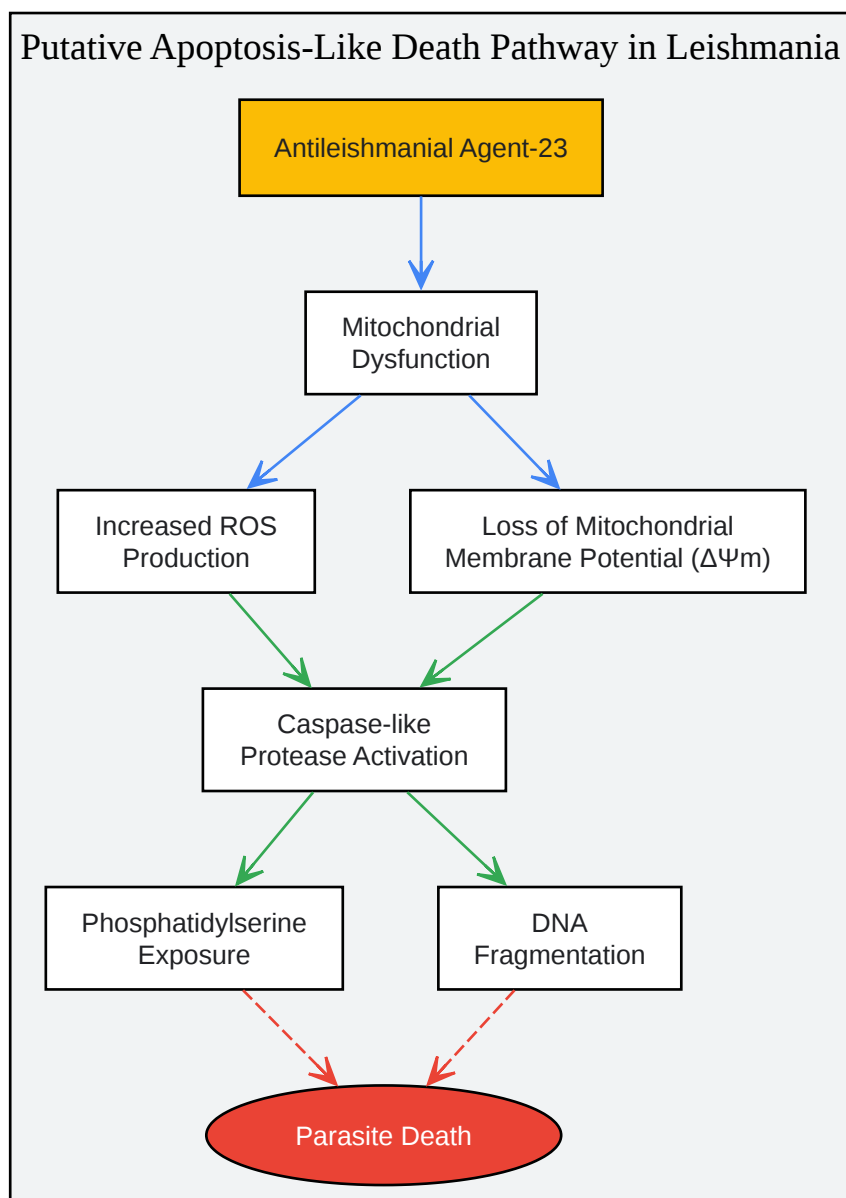 Putative Apoptosis-Like Death Pathway in Leishmania
Antileishmanial Agent-23
Mitochondrial
Dysfunction
Increased ROS
Production
Loss of Mitochondrial
Membrane Potential (ΔΨm)
Caspase-like
Protease Activation
Phosphatidylserine
Exposure
DNA
Fragmentation
Parasite Death